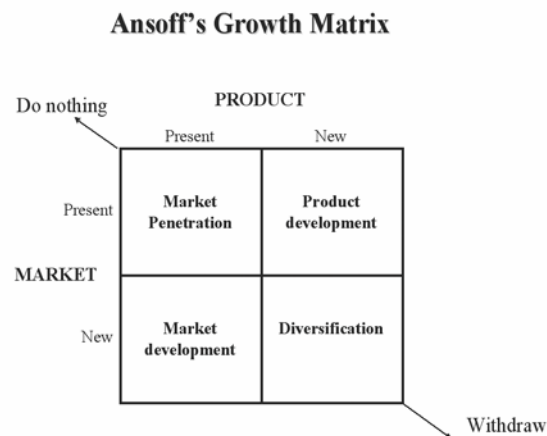 Ansoff's Growth Matrix
Do nothing
PRODUCT
Present
New
Present
Market
Penetration
Product
development
MARKET
New
Market
development
Diversification
Withdraw